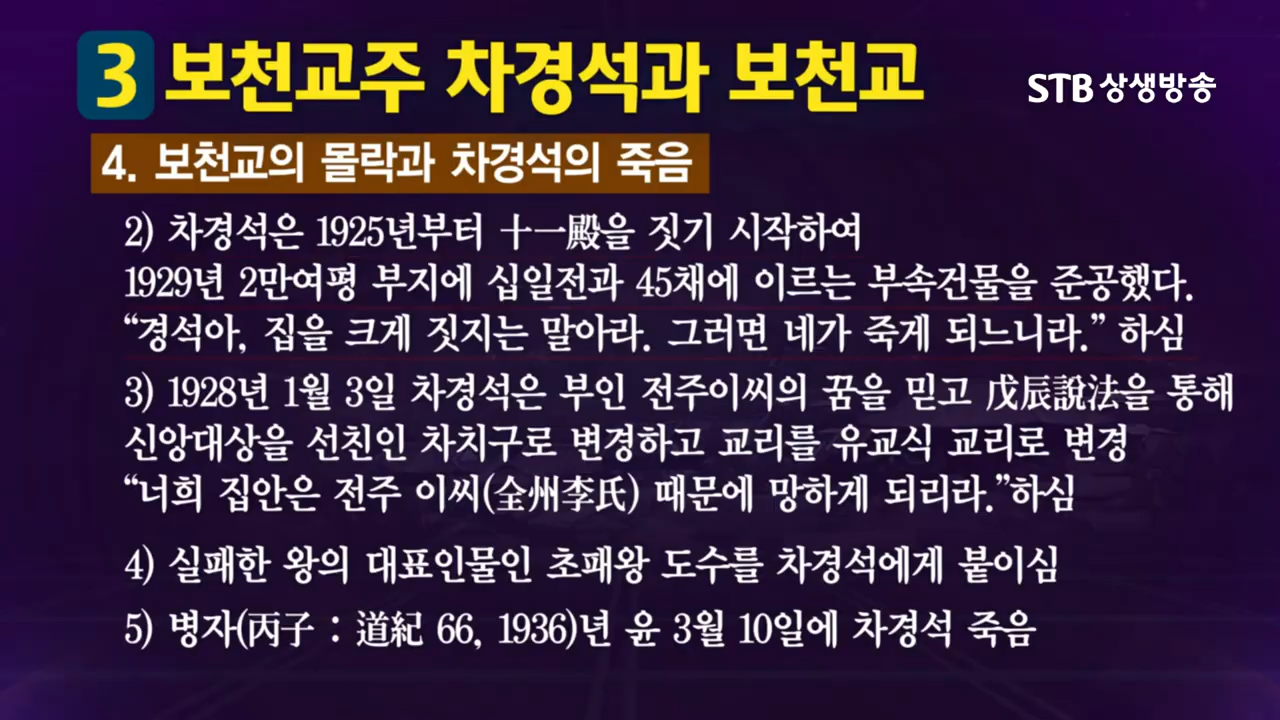 3 보천교주 차경석과 보천교
STB 상생방송
4. 보천교의 몰락과 차경석의 죽음
2) 차경석은 1925년부터 十一殿을 짓기 시작하여
1929년 2만여평 부지에 십일전과 45채에 이르는 부속건물을 준공했다.
“경석아, 집을 크게 짓지는 말아라. 그러면 네가 죽게 되느니라.” 하심
3) 1928년 1월 3일 차경석은 부인 전주이씨의 꿈을 믿고 戊辰說法을 통해
신앙대상을 선친인 차치구로 변경하고 교리를 유교식 교리로 변경
“너희 집안은 전주 이씨(全州李氏) 때문에 망하게 되리라.”하심
4) 실패한 왕의 대표인물인 초패왕 도수를 차경석에게 붙이심
5) 병자(丙子 : 道紀 66, 1936)년 윤 3월 10일에 차경석 죽음